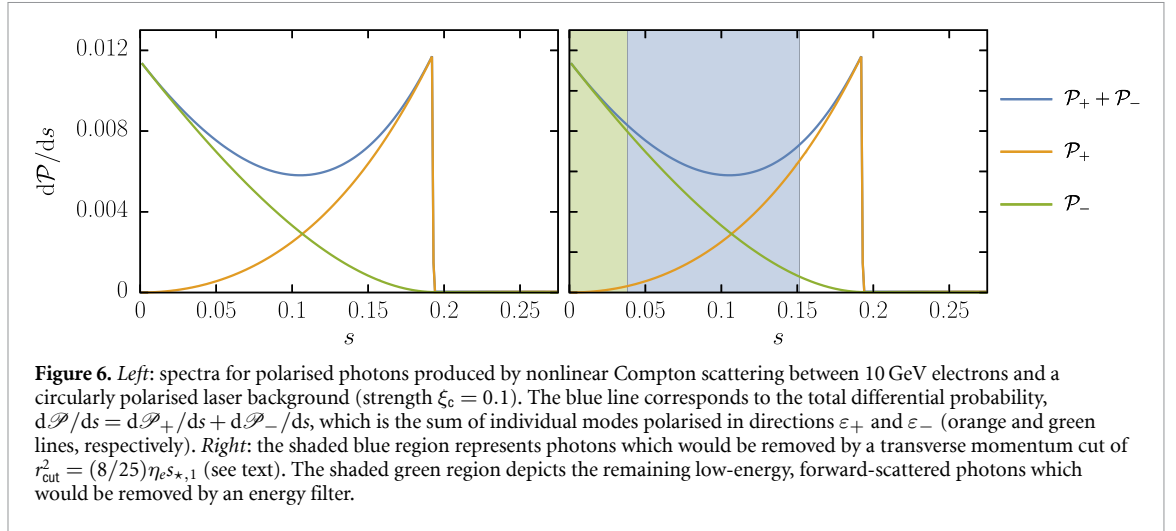 0.012
0.008
0.004
0
dP/ds
0 0.05 0.1 0.15 0.2 0.25
s
0 0.05 0.1 0.15 0.2 0.25
s
𝒫₊ + 𝒫₋
𝒫₊
𝒫₋
Figure 6. Left: spectra for polarised photons produced by nonlinear Compton scattering between 10 GeV electrons and a
circularly polarised laser background (strength ξc = 0.1). The blue line corresponds to the total differential probability,
d𝒫/ds = d𝒫₊/ds + d𝒫₋/ds, which is the sum of individual modes polarised in directions ε₊ and ε₋ (orange and green
lines, respectively). Right: the shaded blue region represents photons which would be removed by a transverse momentum cut of
r²cut = (8/25)ηₑs⋆,1 (see text). The shaded green region depicts the remaining low-energy, forward-scattered photons which
would be removed by an energy filter.